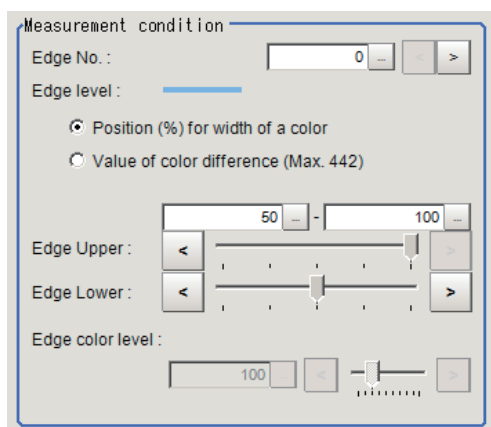 Measurement condition
Edge No. : 0 ... < >
Edge level :
Position (%) for width of a color
Value of color difference (Max. 442)
50 ... - 100 ...
Edge Upper : < >
Edge Lower : < >
Edge color level :
100 ... < >